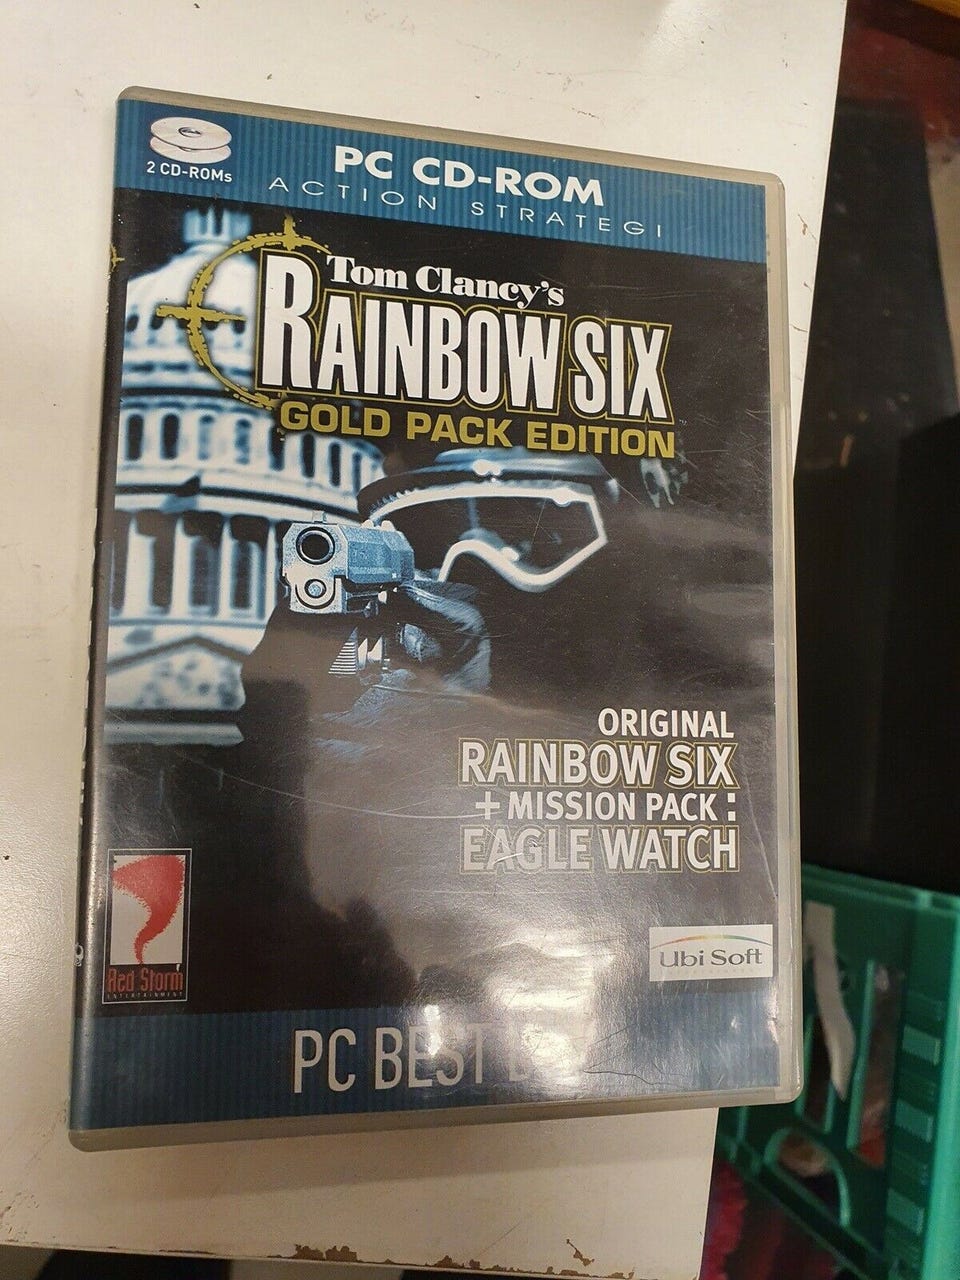 PC CD-ROM
2 CD-ROMs
ACTION STRATEGI
Tom Clancy's
RAINBOW SIX
GOLD PACK EDITION
ORIGINAL
RAINBOW SIX
+ MISSION PACK:
EAGLE WATCH
Red Storm
ENTERTAINMENT
Ubi Soft
PC BEST